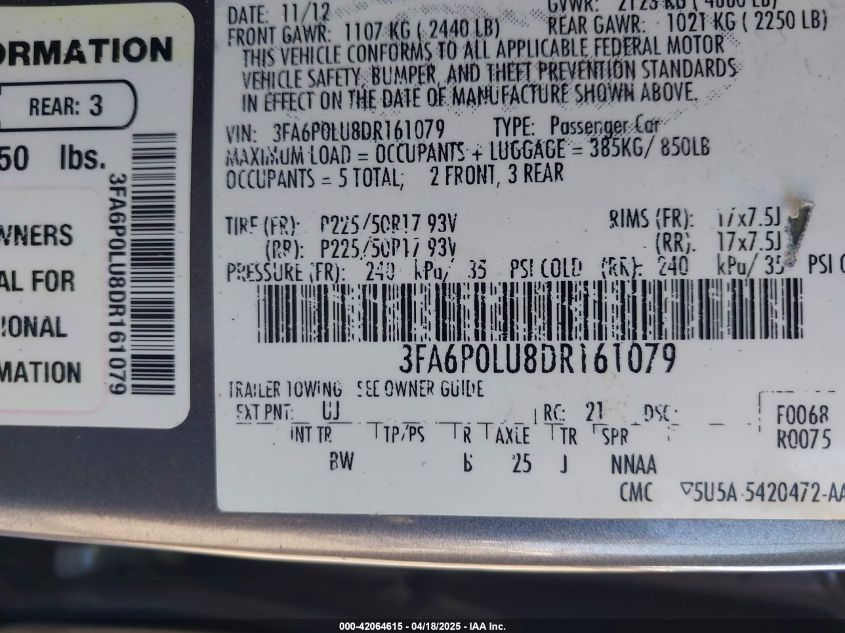 ORMATION
REAR: 3
50 lbs.
WNERS
AL FOR
IONAL
MATION
3FA6P0LU8DR161079
DATE: 11/12
GVWR: 2123 KG ( 4680 LB)
FRONT GAWR: 1107 KG ( 2440 LB) REAR GAWR: 1021 KG ( 2250 LB)
THIS VEHICLE CONFORMS TO ALL APPLICABLE FEDERAL MOTOR
VEHICLE SAFETY, BUMPER, AND THEFT PREVENTION STANDARDS
IN EFFECT ON THE DATE OF MANUFACTURE SHOWN ABOVE.
VIN: 3FA6P0LU8DR161079 TYPE: Passenger Car
MAXIMUM LOAD = OCCUPANTS + LUGGAGE = 385KG/ 850LB
OCCUPANTS = 5 TOTAL; 2 FRONT, 3 REAR
TIRE (FR): P225/50R17 93V RIMS (FR): 17x7.5J
(RR): P225/50R17 93V (RR): 17x7.5J
PRESSURE (FR): 240 kPa/ 35 PSI COLD (RR): 240 kPa/ 35 PSI CO
3FA6P0LU8DR161079
TRAILER TOWING SEE OWNER GUIDE
EXT PNT: UJ RC: 21 DSC: F0068
INT TR TP/PS R AXLE TR SPR R0075
BW 6 25 J NNAA
CMC 5U5A-5420472-AA
000-42064615 - 04/18/2025 - IAA Inc.